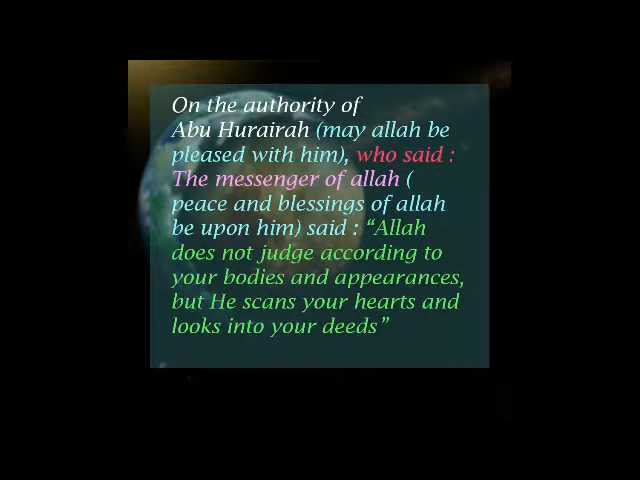 On the authority of
Abu Hurairah (may allah be
pleased with him), who said :
The messenger of allah (
peace and blessings of allah
be upon him) said : “Allah
does not judge according to
your bodies and appearances,
but He scans your hearts and
looks into your deeds”